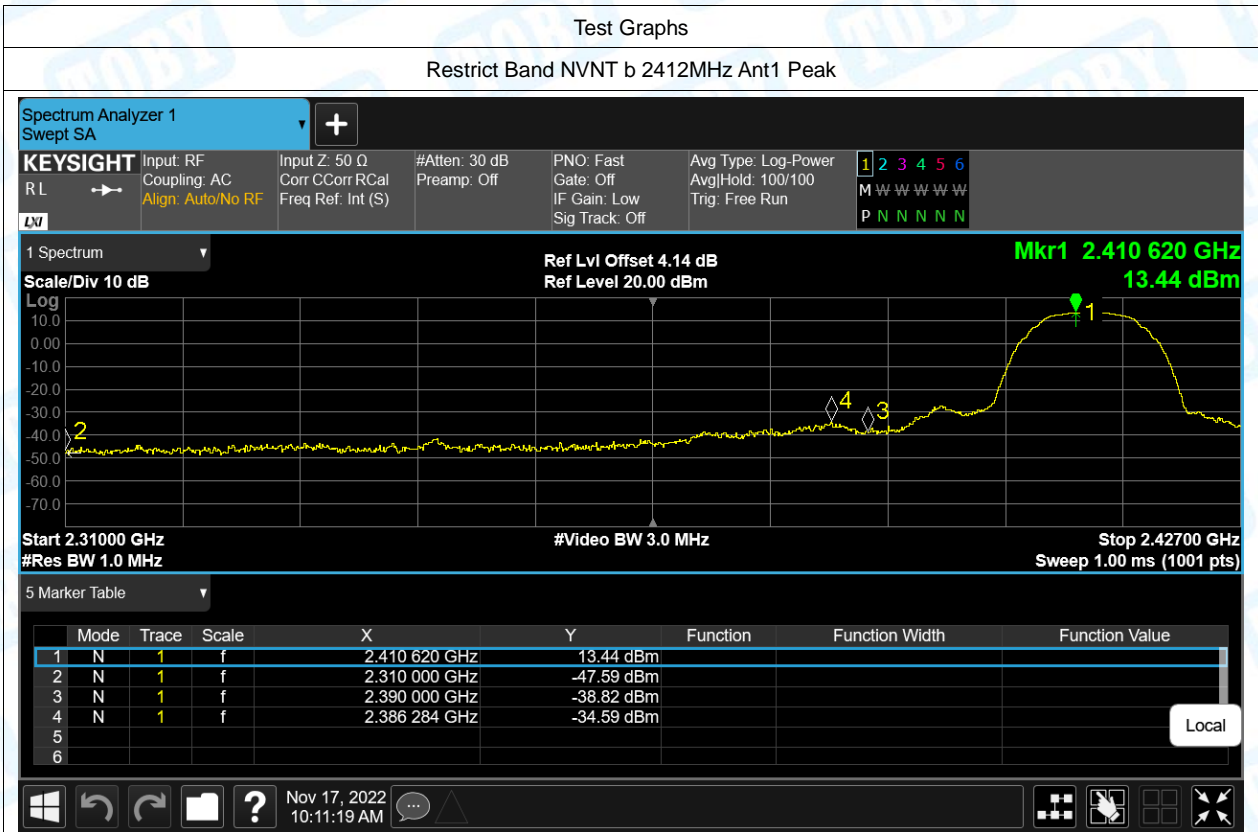 Test Graphs
Restrict Band NVNT b 2412MHz Ant1 Peak
Spectrum Analyzer 1
Swept SA
+
KEYSIGHT
R L
LXI
Input: RF
Coupling: AC
Align: Auto/No RF
Input Z: 50 Ω
Corr CCorr RCal
Freq Ref: Int (S)
#Atten: 30 dB
Preamp: Off
PNO: Fast
Gate: Off
IF Gain: Low
Sig Track: Off
Avg Type: Log-Power
Avg|Hold: 100/100
Trig: Free Run
1 2 3 4 5 6
M W W W W W W
P N N N N N N
1 Spectrum
Scale/Div 10 dB
Ref Lvl Offset 4.14 dB
Ref Level 20.00 dBm
Mkr1 2.410 620 GHz
13.44 dBm
Log
10.0
0.00
-10.0
-20.0
-30.0
-40.0
-50.0
-60.0
-70.0
1
2
4
3
Start 2.31000 GHz
#Video BW 3.0 MHz
Stop 2.42700 GHz
#Res BW 1.0 MHz
Sweep 1.00 ms (1001 pts)
5 Marker Table
Mode Trace Scale X Y Function Function Width Function Value
1 N 1 f 2.410 620 GHz 13.44 dBm
2 N 1 f 2.310 000 GHz -47.59 dBm
3 N 1 f 2.390 000 GHz -38.82 dBm
4 N 1 f 2.386 284 GHz -34.59 dBm
5
6
Local
?
Nov 17, 2022
10:11:19 AM
TOBY